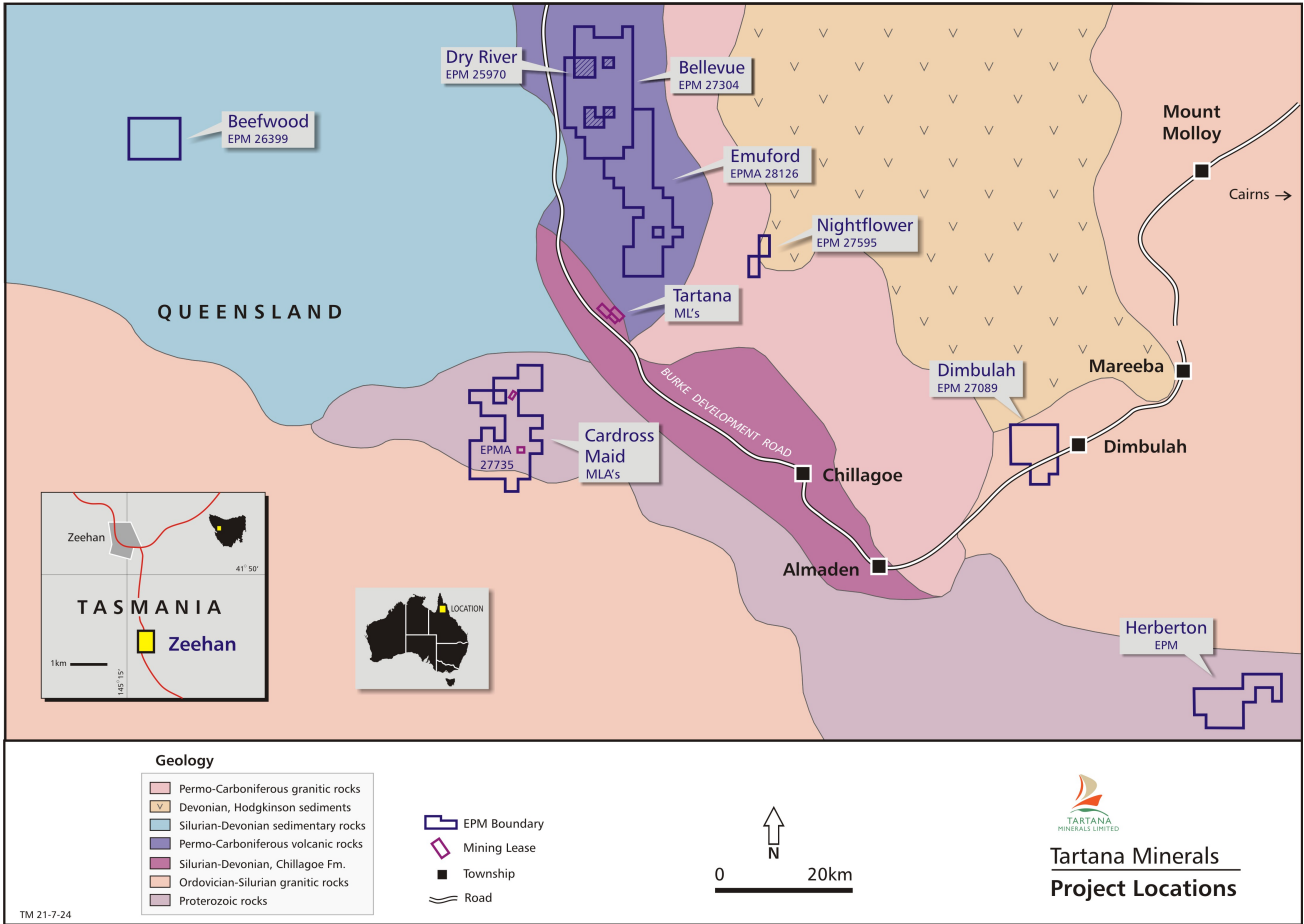 Dry River
EPM 25970
Bellevue
EPM 27304
Beefwood
EPM 26399
Mount
Molloy
Emuford
EPMA 28126
Cairns →
Nightflower
EPM 27595
QUEENSLAND
Tartana
ML's
Mareeba
Dimbulah
EPM 27089
BURKE DEVELOPMENT ROAD
Cardross
Maid
MLA's
EPMA
27735
Dimbulah
Chillagoe
Almaden
Herberton
EPM
Zeehan
41° 50'
TASMANIA
Zeehan
1km
145° 15'
LOCATION
Geology
Permo-Carboniferous granitic rocks
Devonian, Hodgkinson sediments
Silurian-Devonian sedimentary rocks
Permo-Carboniferous volcanic rocks
Silurian-Devonian, Chillagoe Fm.
Ordovician-Silurian granitic rocks
Proterozoic rocks
EPM Boundary
Mining Lease
Township
Road
N
0 20km
TARTANA
MINERALS LIMITED
Tartana Minerals
Project Locations
TM 21-7-24